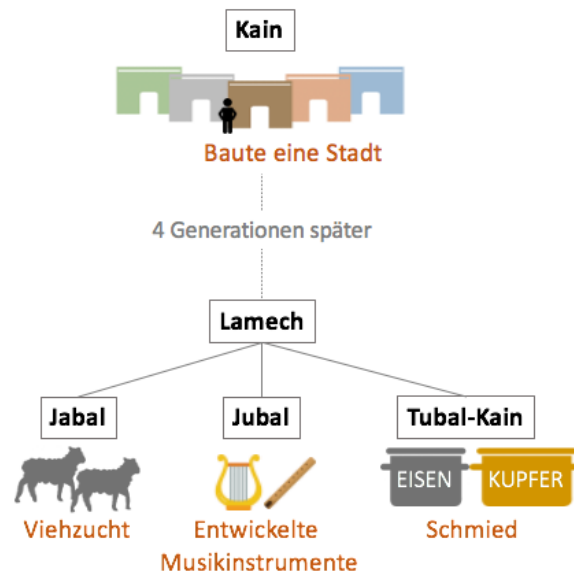 Kain
Baute eine Stadt
4 Generationen später
Lamech
Jabal
Jubal
Tubal-Kain
EISEN
KUPFER
Viehzucht
Entwickelte
Musikinstrumente
Schmied